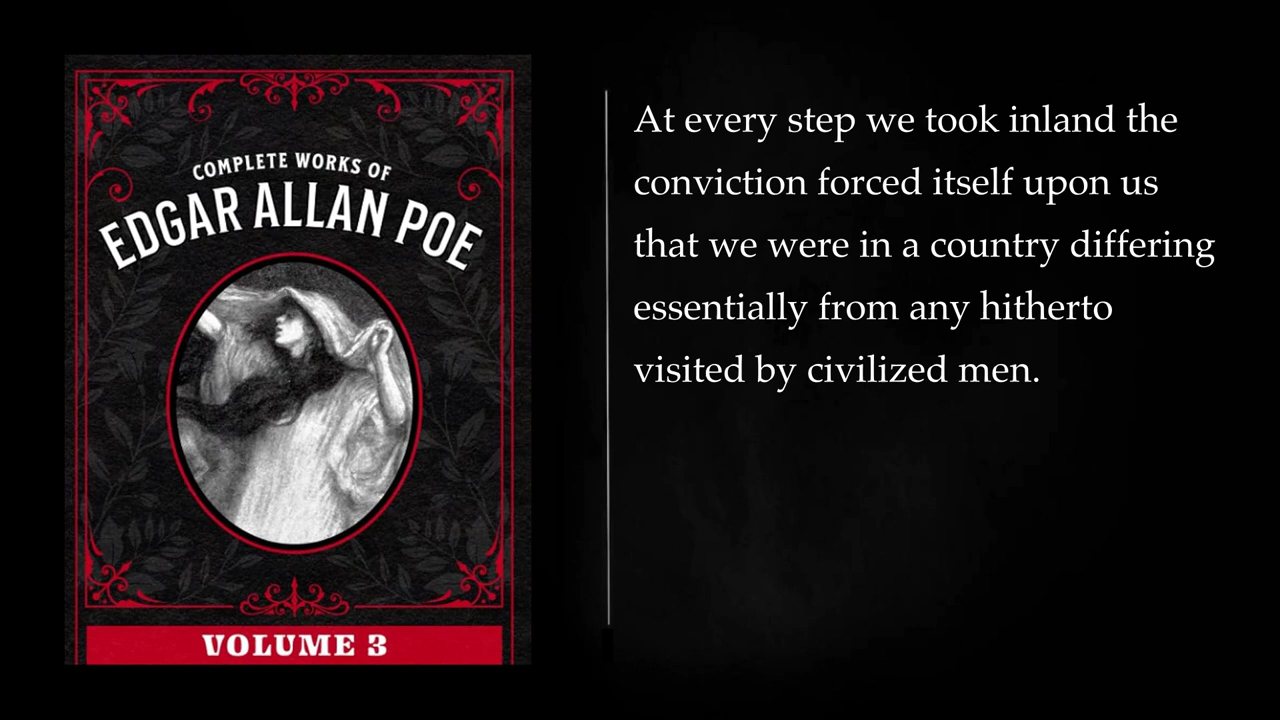 COMPLETE WORKS OF
EDGAR ALLAN POE
VOLUME 3
At every step we took inland the
conviction forced itself upon us
that we were in a country differing
essentially from any hitherto
visited by civilized men.